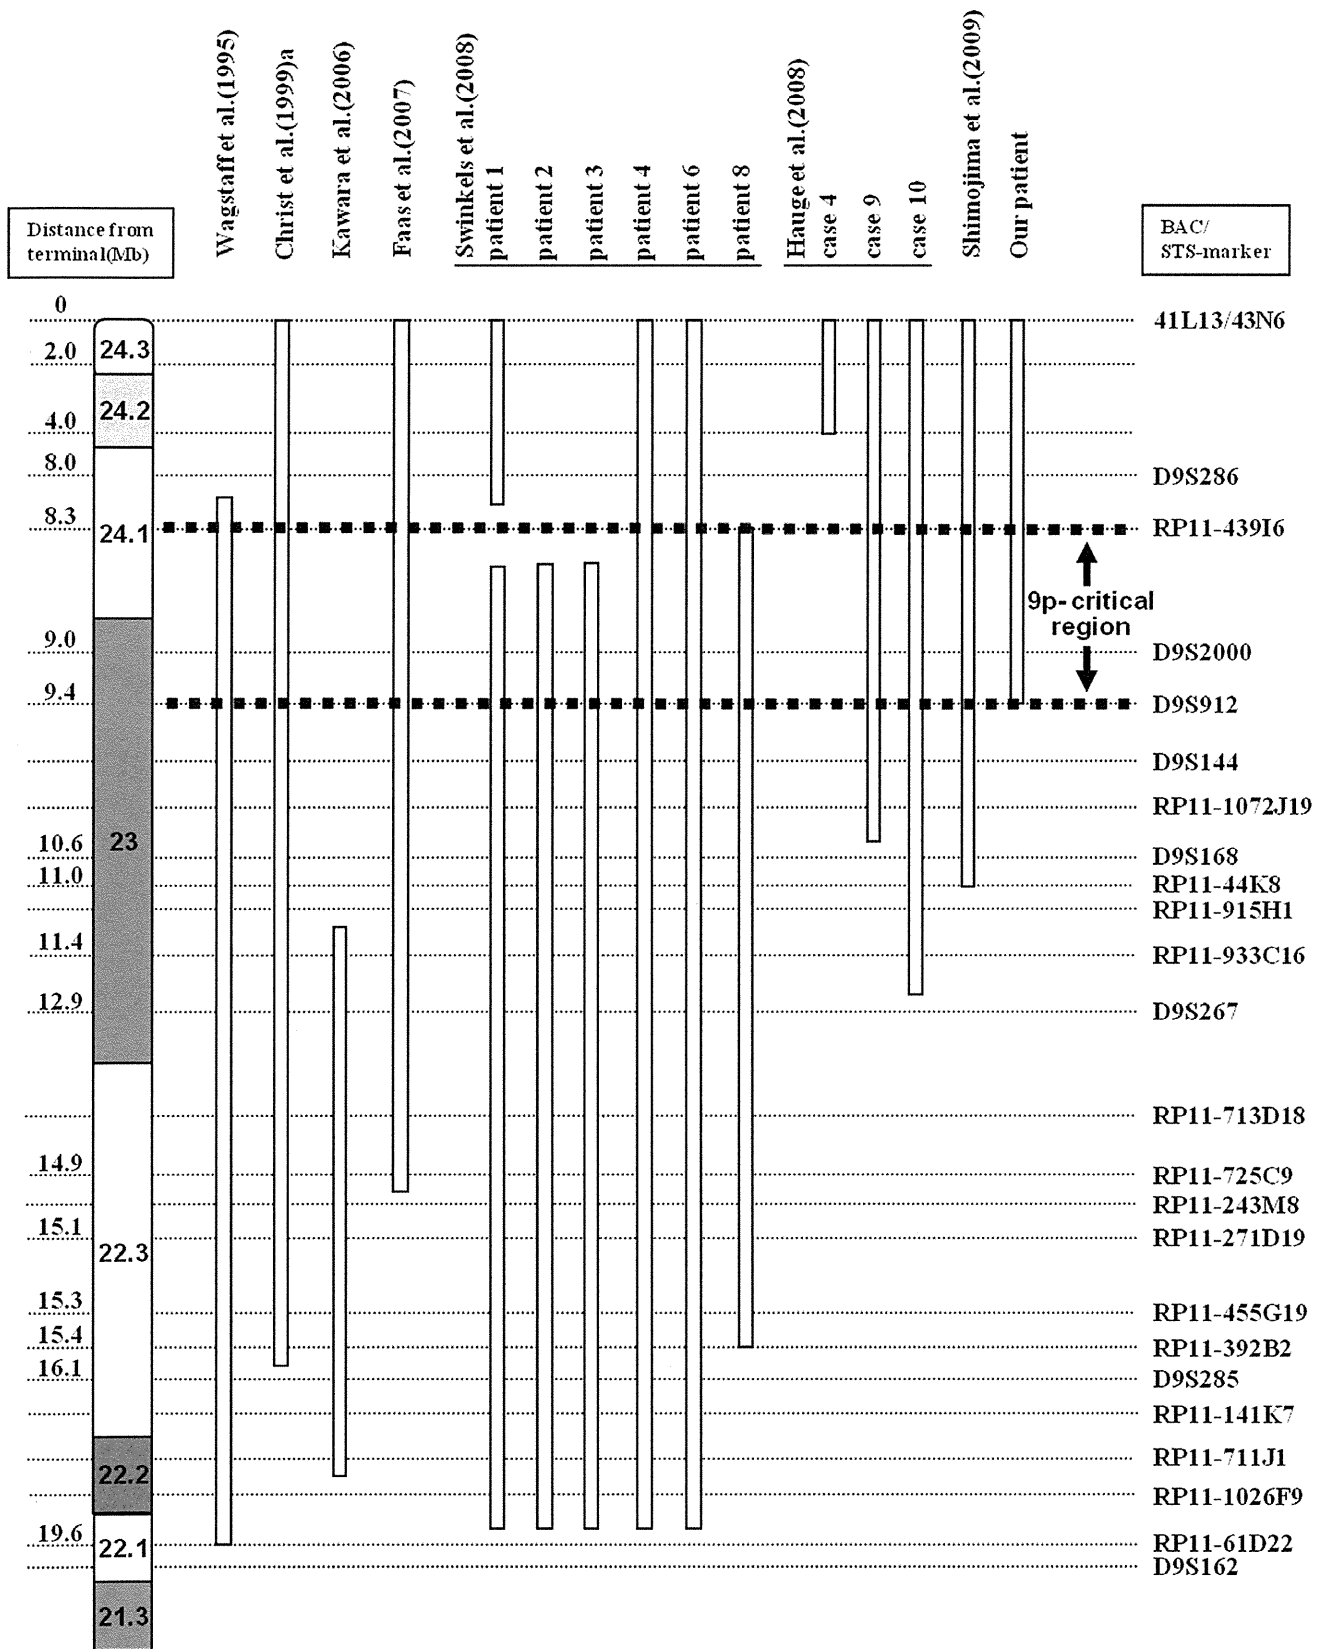 Wagstaff et al.(1995)
Christ et al.(1999)a
Kawara et al.(2006)
Faas et al.(2007)
Swinkels et al.(2008)
patient 1
patient 2
patient 3
patient 4
patient 6
patient 8
Hauge et al.(2008)
case 4
case 9
case 10
Shimojima et al.(2009)
Our patient
Distance from
terminal(Mb)
BAC/
STS-marker
0
41L13/43N6
24.3
2.0
24.2
4.0
8.0
D9S286
8.3
24.1
RP11-439I6
9p- critical
region
9.0
D9S2000
9.4
D9S912
D9S144
RP11-1072J19
23
10.6
D9S168
11.0
RP11-44K8
RP11-915H1
11.4
RP11-933C16
12.9
D9S267
RP11-713D18
14.9
RP11-725C9
RP11-243M8
15.1
RP11-271D19
22.3
15.3
RP11-455G19
15.4
RP11-392B2
16.1
D9S285
RP11-141K7
RP11-711J1
22.2
RP11-1026F9
19.6
RP11-61D22
22.1
D9S162
21.3